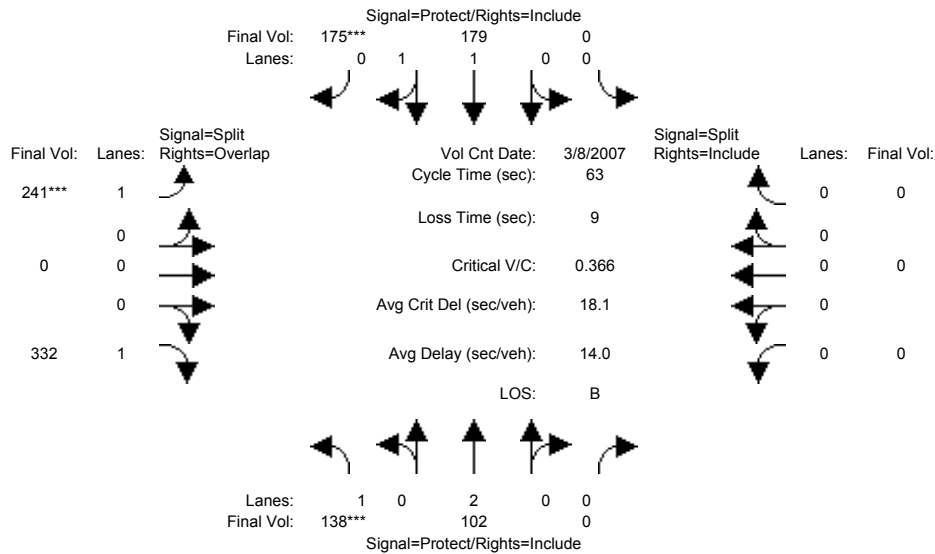 Signal=Protect/Rights=Include
Final Vol: 175*** 179 0
Lanes: 0 1 1 0 0
Signal=Split
Final Vol: Lanes: Rights=Overlap
Vol Cnt Date: 3/8/2007
Signal=Split
Rights=Include Lanes: Final Vol:
Cycle Time (sec): 63
241*** 1 0 0
Loss Time (sec): 9
0 0
0 0 Critical V/C: 0.366 0 0
0 Avg Crit Del (sec/veh): 18.1 0
332 1 Avg Delay (sec/veh): 14.0 0 0
LOS: B
Lanes: 1 0 2 0 0
Final Vol: 138*** 102 0
Signal=Protect/Rights=Include